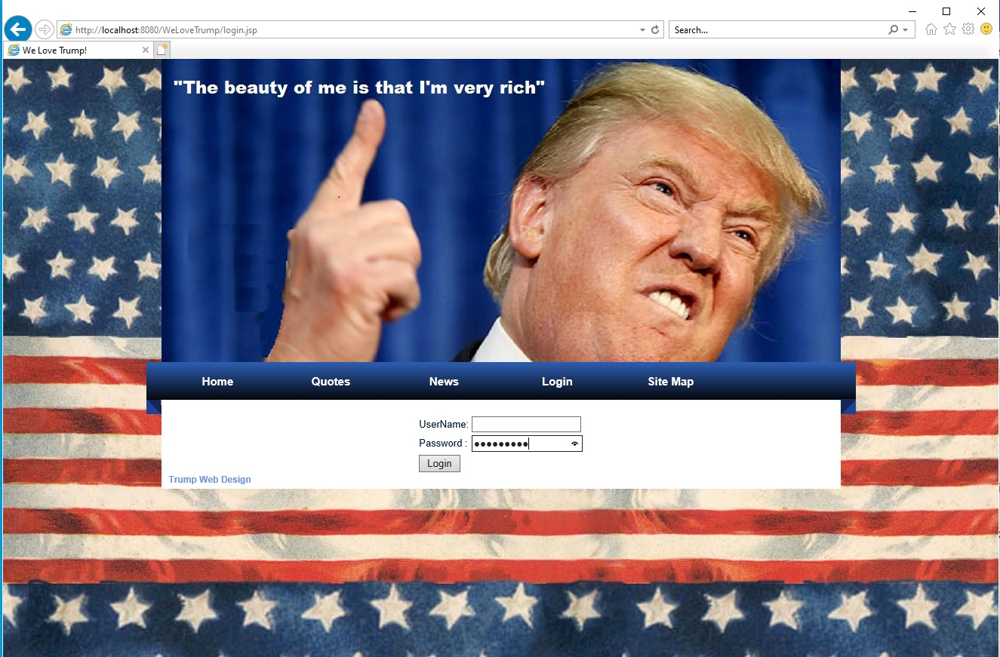 http://localhost:8080/WeLoveTrump/login.jsp
Search...
We Love Trump!
"The beauty of me is that I'm very rich"
Home Quotes News Login Site Map
UserName:
Password : ●●●●●●●●●
Login
Trump Web Design